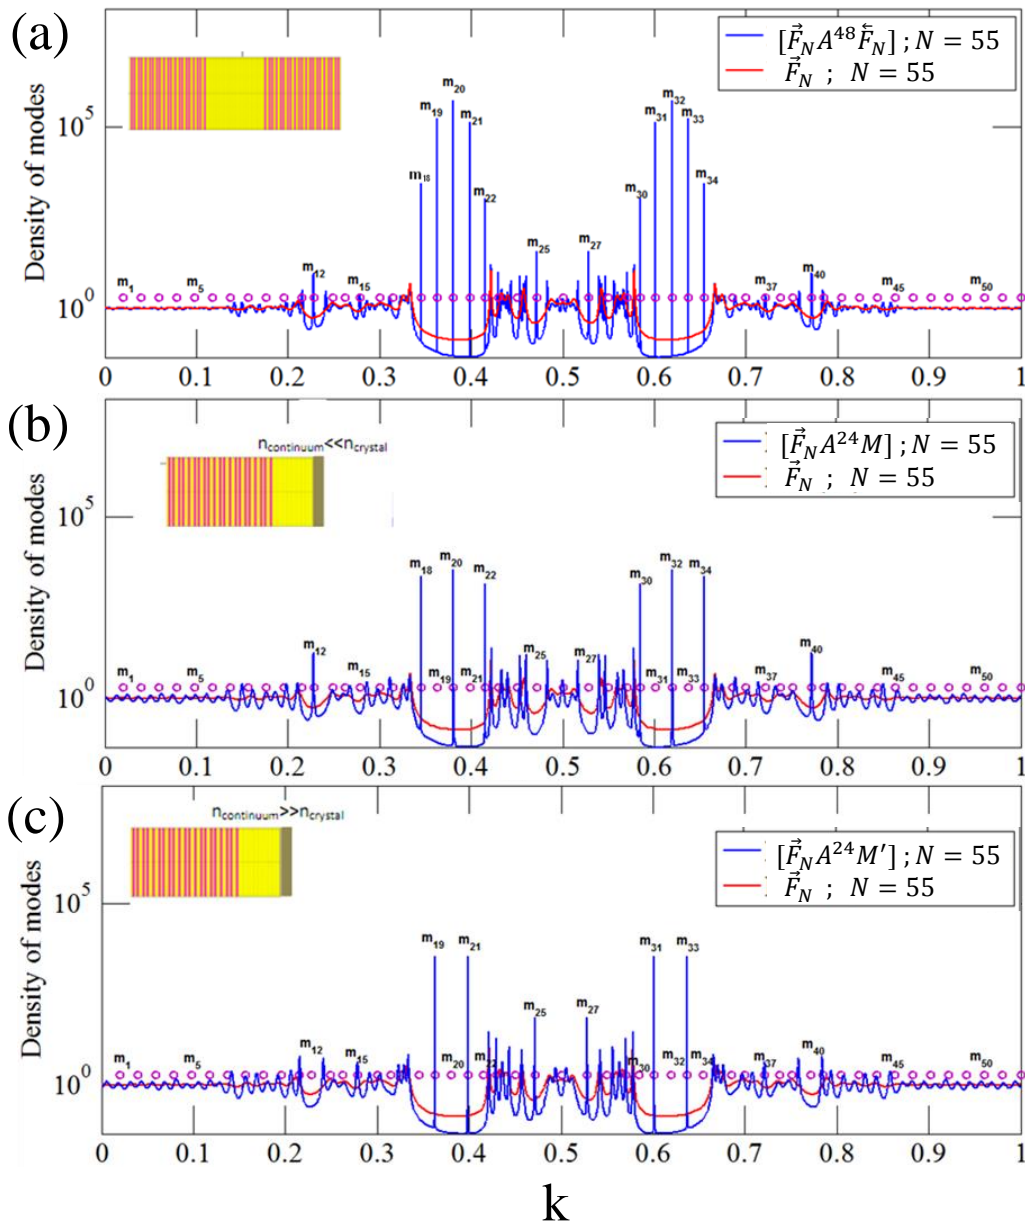 (a)
[F⃗_N A^48 F⃖_N] ; N = 55
F⃗_N ; N = 55
Density of modes
10^5
10^0
m_20
m_19
m_21
m_18
m_22
m_32
m_31
m_33
m_34
m_30
m_25
m_27
m_1
m_5
m_12
m_15
m_37
m_40
m_45
m_50
0 0.1 0.2 0.3 0.4 0.5 0.6 0.7 0.8 0.9 1
(b)
n_continuum<<n_crystal
[F⃗_N A^24 M] ; N = 55
F⃗_N ; N = 55
Density of modes
10^5
10^0
m_18
m_20
m_22
m_30
m_32
m_34
m_1
m_5
m_12
m_15
m_19
m_21
m_25
m_27
m_31
m_33
m_37
m_40
m_45
m_50
0 0.1 0.2 0.3 0.4 0.5 0.6 0.7 0.8 0.9 1
(c)
n_continuum>>n_crystal
[F⃗_N A^24 M′] ; N = 55
F⃗_N ; N = 55
Density of modes
10^5
10^0
m_19
m_21
m_31
m_33
m_25
m_27
m_1
m_5
m_12
m_15
m_20
m_22
m_30
m_32
m_34
m_37
m_40
m_45
m_50
0 0.1 0.2 0.3 0.4 0.5 0.6 0.7 0.8 0.9 1
k